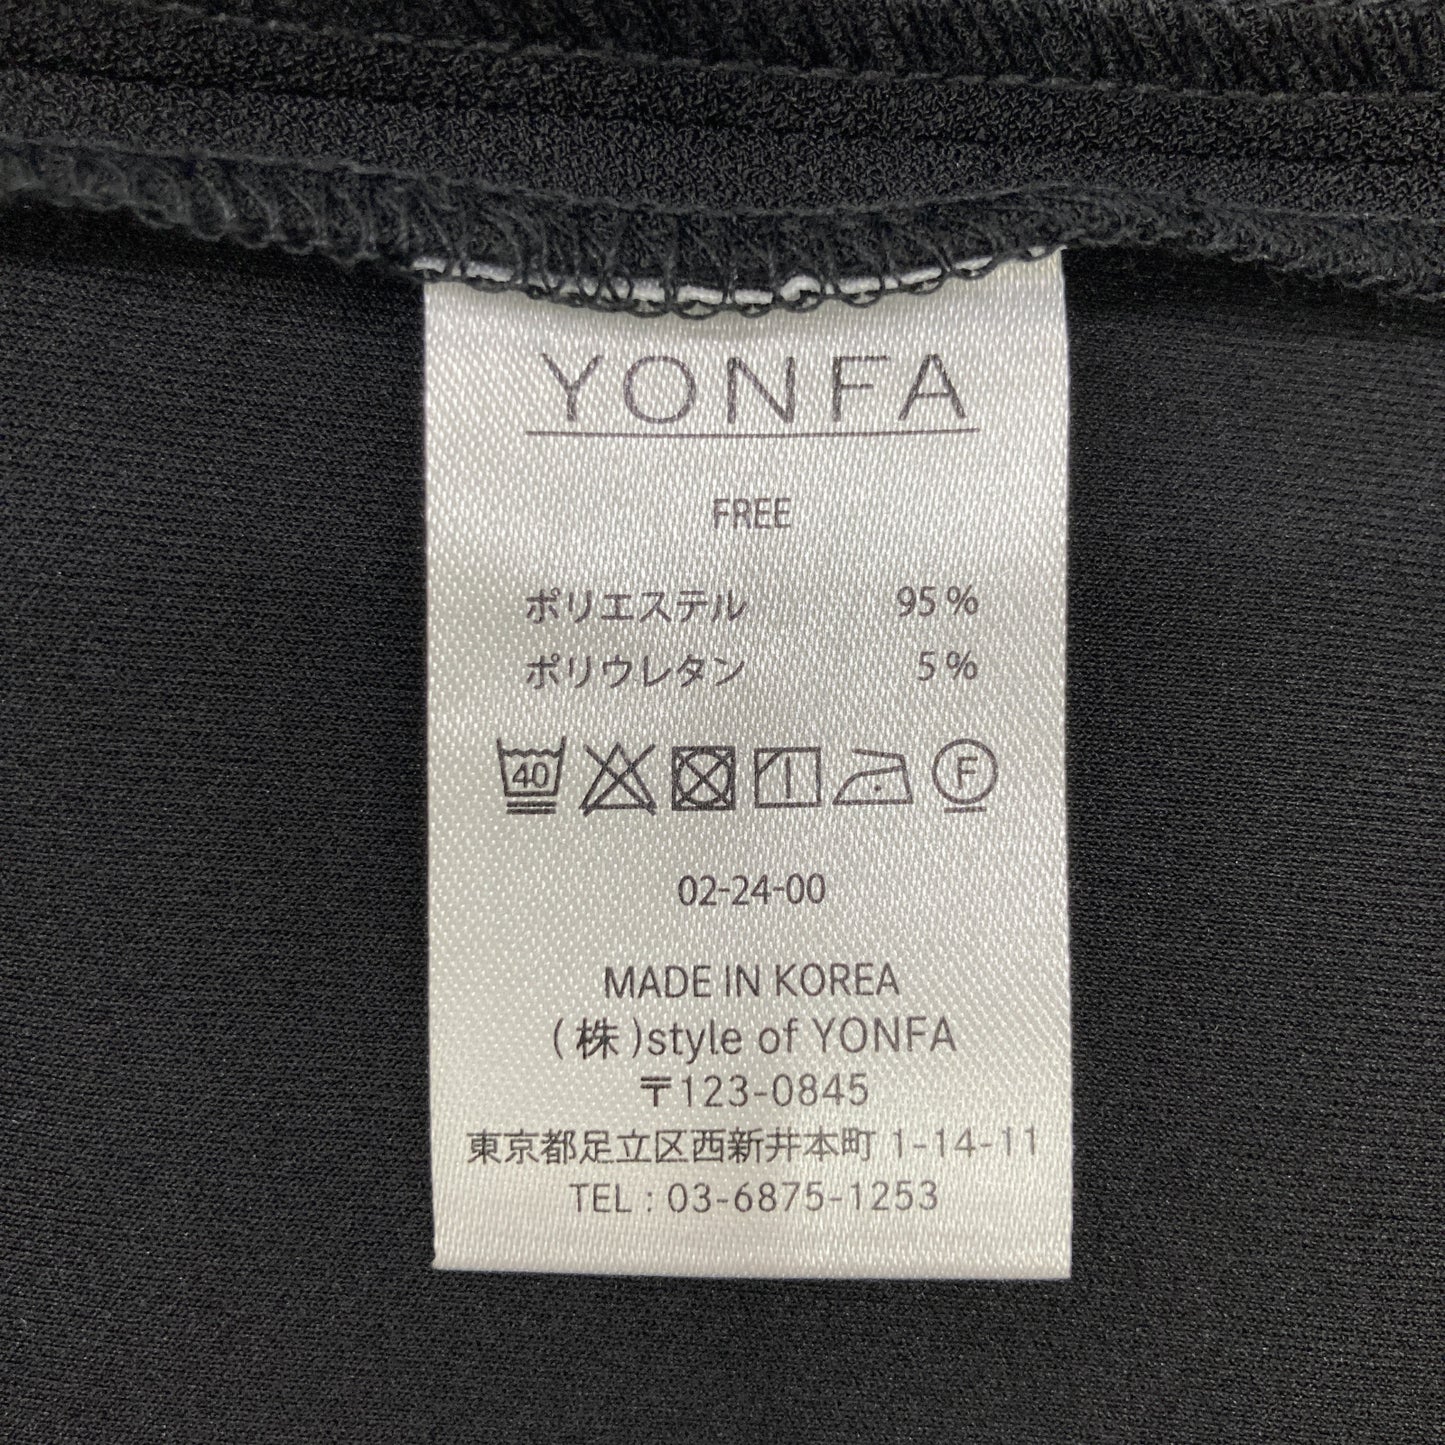 YONFA
FREE
ポリエステル 95%
ポリウレタン 5%
40 F
02-24-00
MADE IN KOREA
(株)style of YONFA
〒123-0845
東京都足立区西新井本町 1-14-11
TEL : 03-6875-1253